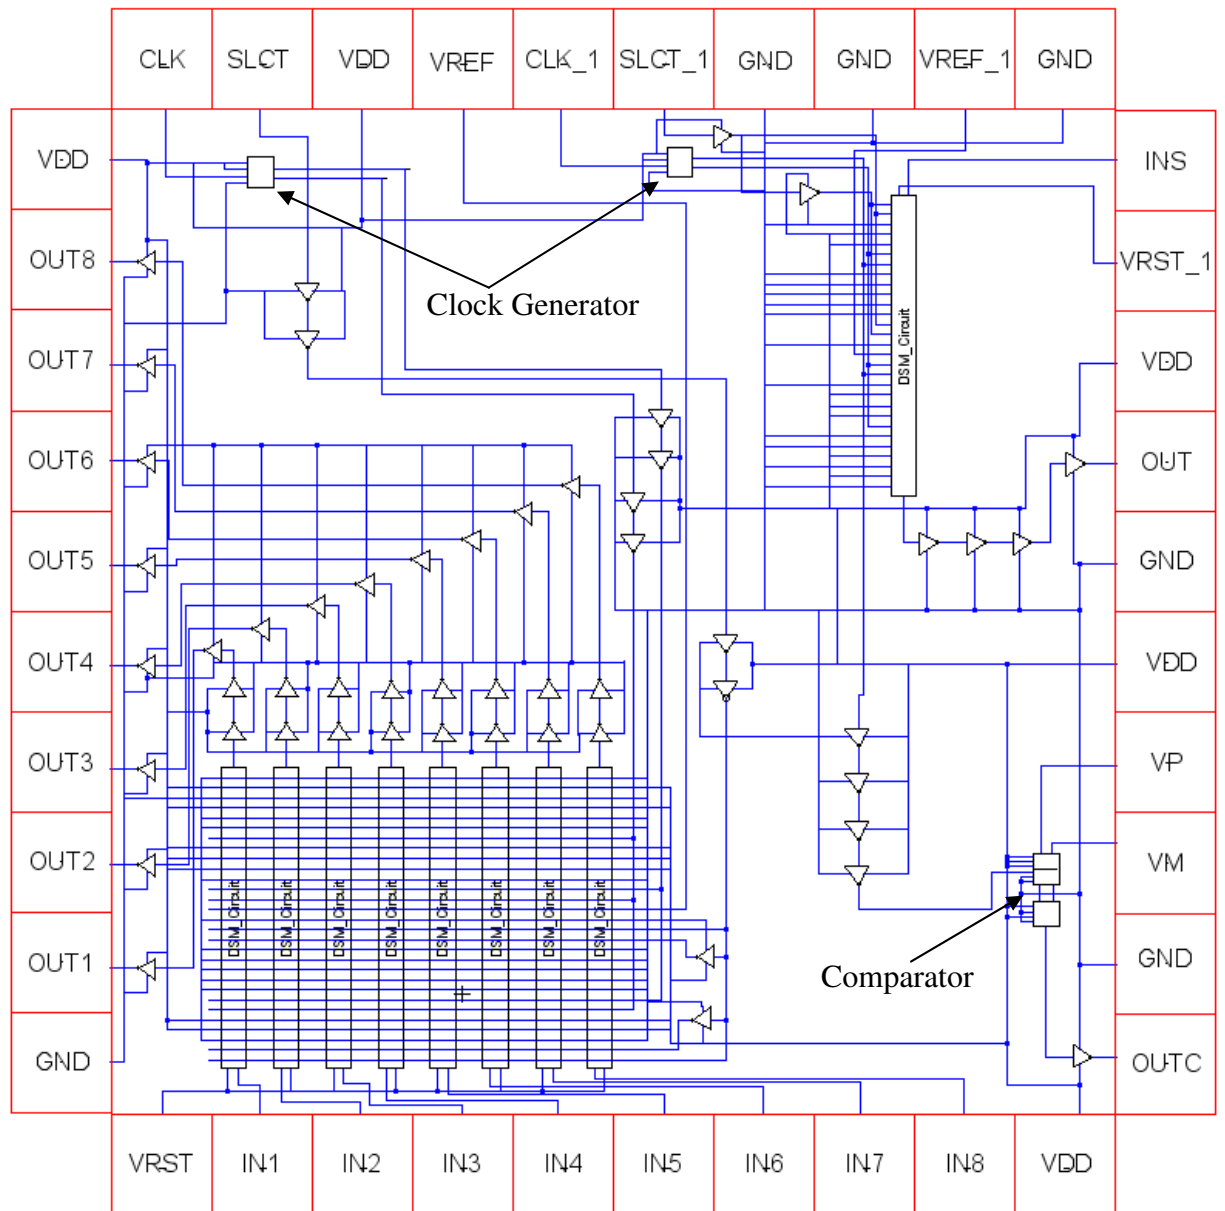 CLK SLCT VDD VREF CLK_1 SLCT_1 GND GND VREF_1 GND
VDD
OUT8
OUT7
OUT6
OUT5
OUT4
OUT3
OUT2
OUT1
GND
INS
VRST_1
VDD
OUT
GND
VDD
VP
VM
GND
OUTC
Clock Generator
DSM_Circuit
DSM_Circuit DSM_Circuit DSM_Circuit DSM_Circuit DSM_Circuit DSM_Circuit DSM_Circuit DSM_Circuit
Comparator
VRST IN1 IN2 IN3 IN4 IN5 IN6 IN7 IN8 VDD